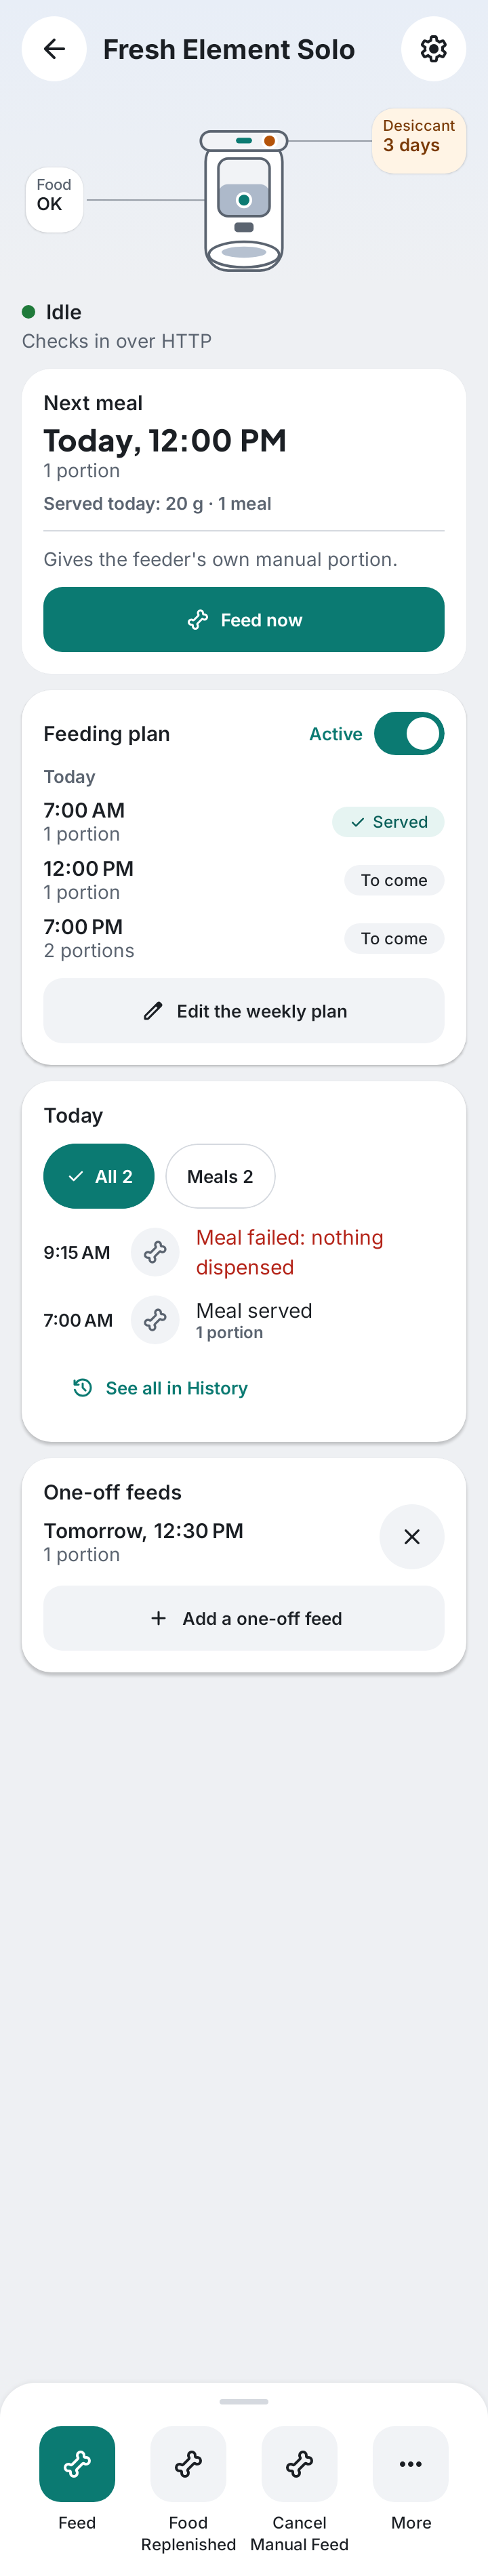 Fresh Element Solo
Desiccant
3 days
Food
OK
Idle
Checks in over HTTP
Next meal
Today, 12:00 PM
1 portion
Served today: 20 g · 1 meal
Gives the feeder's own manual portion.
Feed now
Feeding plan
Active
Today
7:00 AM
1 portion
Served
12:00 PM
1 portion
To come
7:00 PM
2 portions
To come
Edit the weekly plan
Today
All 2
Meals 2
9:15 AM
Meal failed: nothing
dispensed
7:00 AM
Meal served
1 portion
See all in History
One-off feeds
Tomorrow, 12:30 PM
1 portion
Add a one-off feed
Feed
Food
Replenished
Cancel
Manual Feed
More